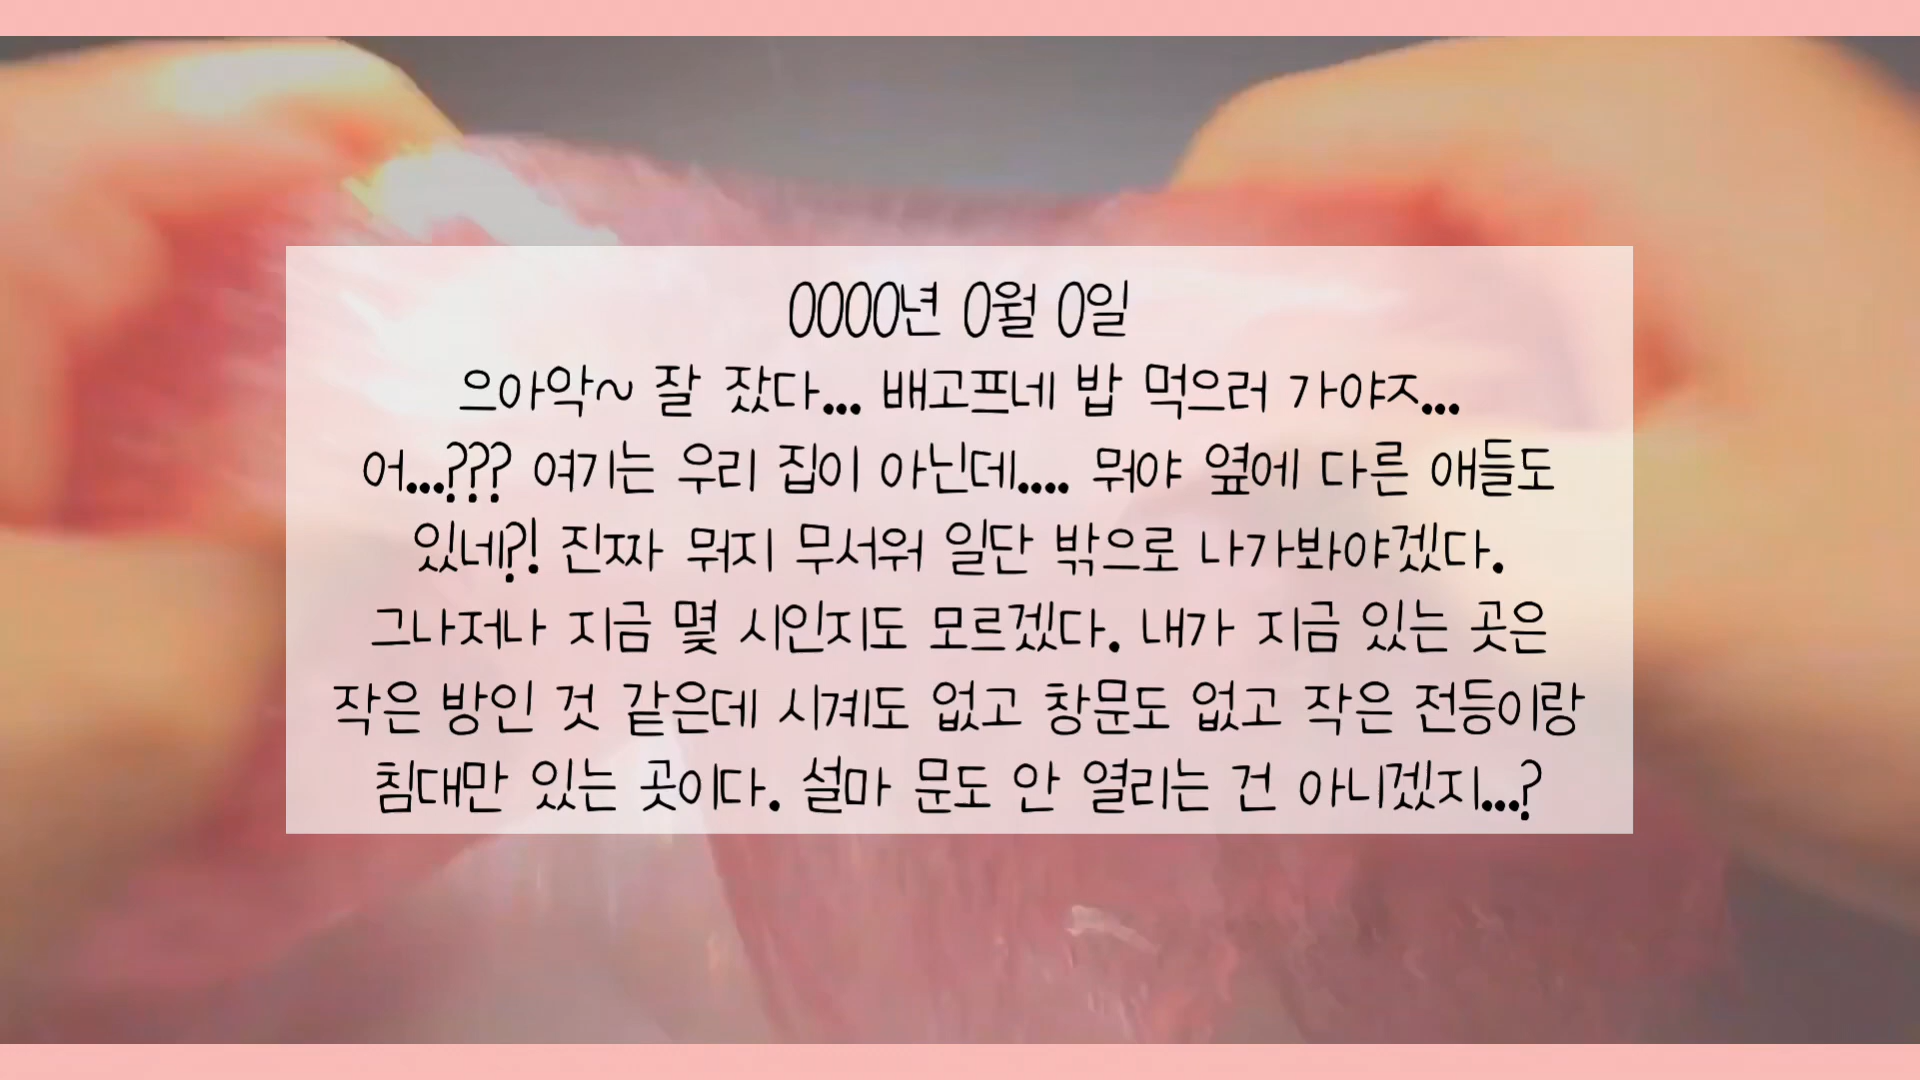 0000년 0월 0일
으아악~ 잘 잤다... 배고프네 밥 먹으러 가야ㅈ...
어...??? 여기는 우리 집이 아닌데.... 뭐야 옆에 다른 애들도
있네?! 진짜 뭐지 무서워 일단 밖으로 나가봐야겠다.
그나저나 지금 몇 시인지도 모르겠다. 내가 지금 있는 곳은
작은 방인 것 같은데 시계도 없고 창문도 없고 작은 전등이랑
침대만 있는 곳이다. 설마 문도 안 열리는 건 아니겠지...?